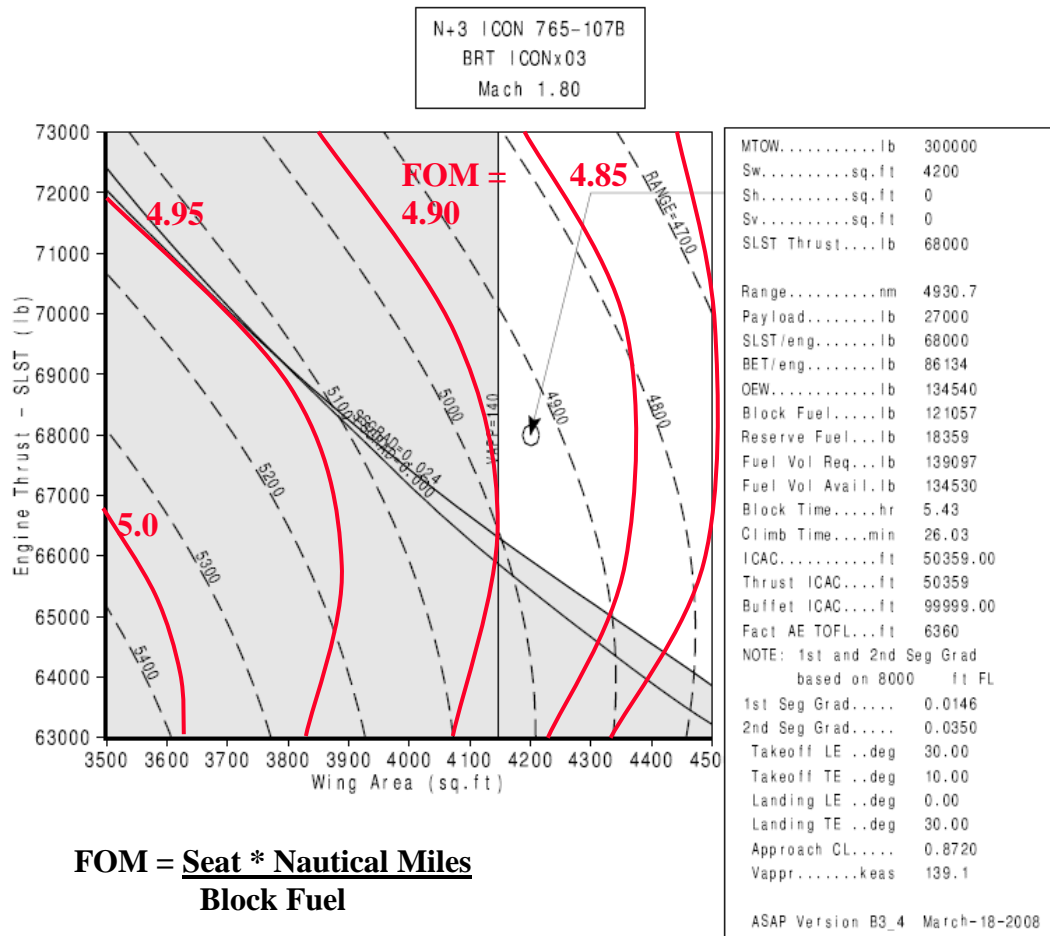 N+3 ICON 765-107B
BRT ICONx03
Mach 1.80
73000
72000
71000
70000
69000
68000
67000
66000
65000
64000
63000
Engine Thrust - SLST (lb)
3500 3600 3700 3800 3900 4000 4100 4200 4300 4400 450
Wing Area (sq.ft)
FOM =
4.90
4.85
4.95
5.0
RANGE=4700
4800
4900
5000
5100
5200
5300
5400
SSGRAD=0.024
=140
MTOW...........lb 300000
Sw..........sq.ft 4200
Sh..........sq.ft 0
Sv..........sq.ft 0
SLST Thrust....lb 68000
Range..........nm 4930.7
Payload........lb 27000
SLST/eng.......lb 68000
BET/eng........lb 86134
OEW............lb 134540
Block Fuel.....lb 121057
Reserve Fuel...lb 18359
Fuel Vol Req...lb 139097
Fuel Vol Avail.lb 134530
Block Time.....hr 5.43
Climb Time....min 26.03
ICAC...........ft 50359.00
Thrust ICAC....ft 50359
Buffet ICAC....ft 99999.00
Fact AE TOFL...ft 6360
NOTE: 1st and 2nd Seg Grad
based on 8000 ft FL
1st Seg Grad..... 0.0146
2nd Seg Grad..... 0.0350
Takeoff LE ..deg 30.00
Takeoff TE ..deg 10.00
Landing LE ..deg 0.00
Landing TE ..deg 30.00
Approach CL..... 0.8720
Vappr.......keas 139.1
ASAP Version B3_4 March-18-2008
FOM = Seat * Nautical Miles
Block Fuel